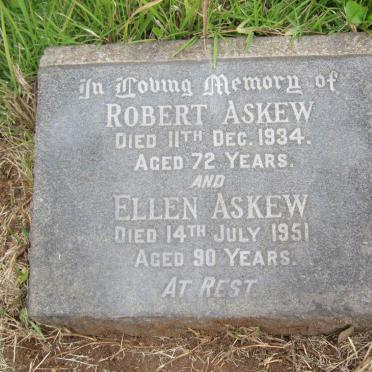 In Loving Memory of
ROBERT ASKEW
DIED 11TH DEC. 1934.
AGED 72 YEARS.
AND
ELLEN ASKEW
DIED 14TH JULY 1951
AGED 90 YEARS.
AT REST